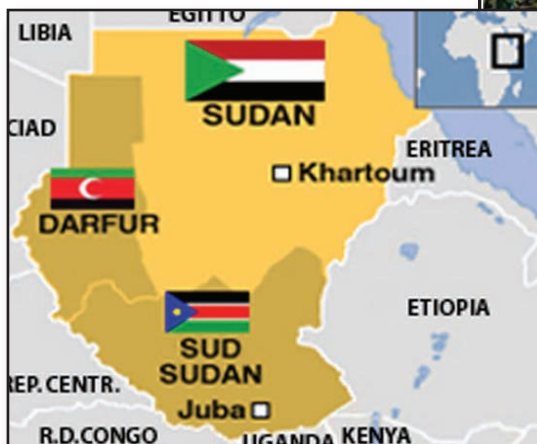 EGITTO
LIBIA
SUDAN
CIAD
ERITREA
Khartoum
DARFUR
ETIOPIA
SUD
SUDAN
REP. CENTR.
Juba
R.D.CONGO
UGANDA
KENYA